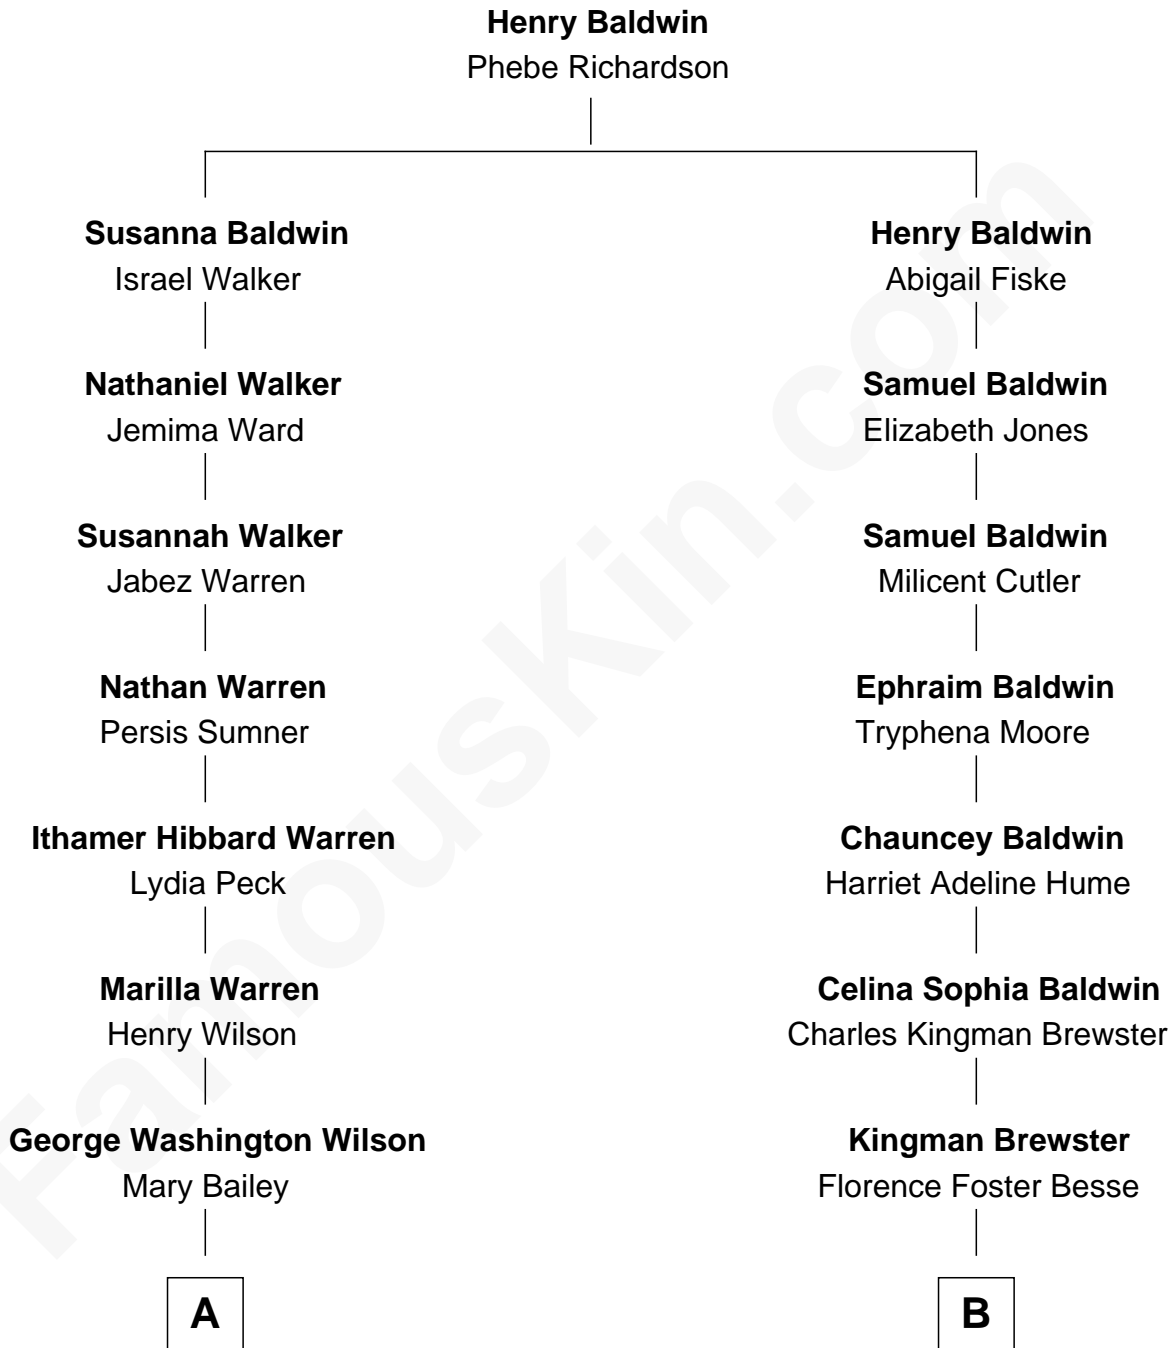 Henry Baldwin
Phebe Richardson
Susanna Baldwin
Israel Walker
Henry Baldwin
Abigail Fiske
Nathaniel Walker
Jemima Ward
Samuel Baldwin
Elizabeth Jones
Susannah Walker
Jabez Warren
Samuel Baldwin
Milicent Cutler
Nathan Warren
Persis Sumner
Ephraim Baldwin
Tryphena Moore
Ithamer Hibbard Warren
Lydia Peck
Chauncey Baldwin
Harriet Adeline Hume
Marilla Warren
Henry Wilson
Celina Sophia Baldwin
Charles Kingman Brewster
George Washington Wilson
Mary Bailey
Kingman Brewster
Florence Foster Besse
A
B
FamousKin.com